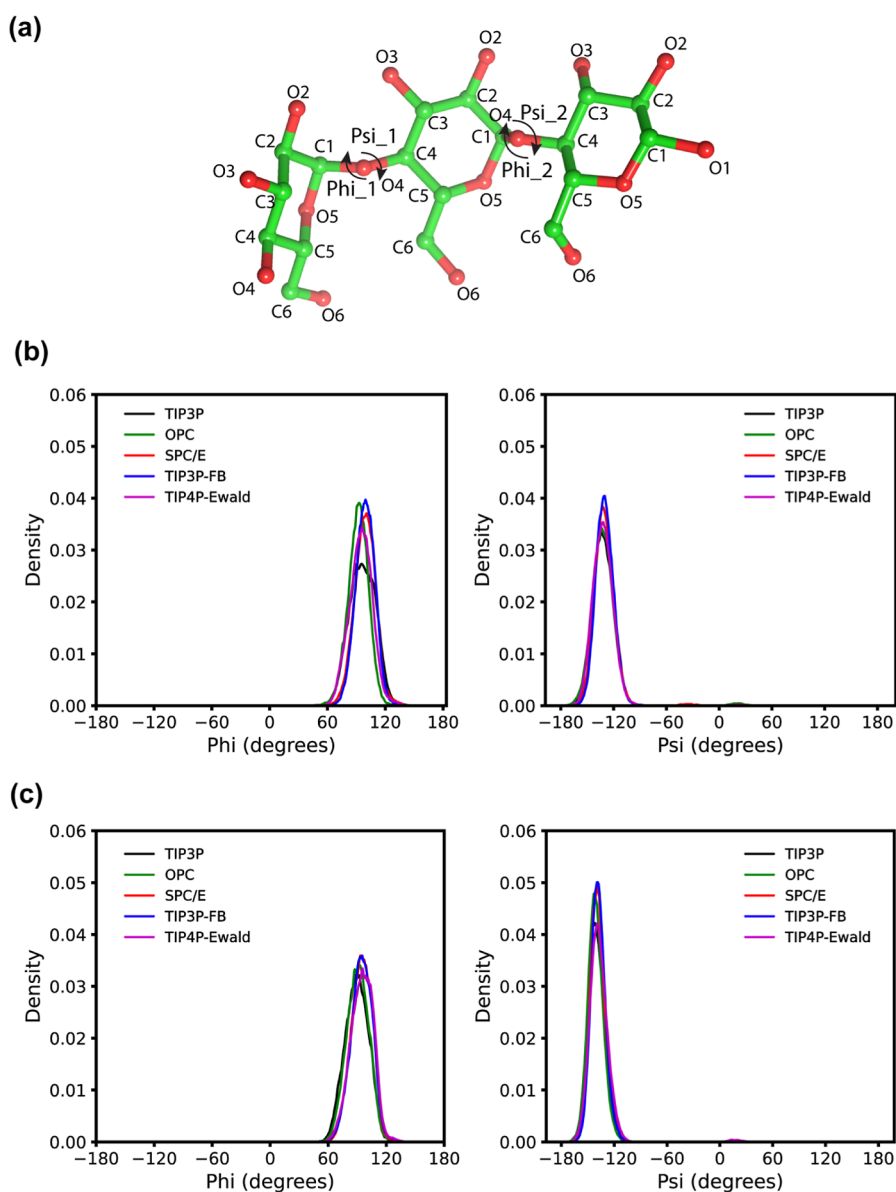 (a)
O3 O2 O3 O2
O2 C2 O4 Psi_2 C2
C3 C3
C1 Psi_1 C1 C4 C1
C2 C4 Phi_2 O1
O3 Phi_1 O4 C5 O5 C5 O5
C3 O5
C4 C5 C6 C6
O4 O6 O6
C6 O6
(b)
0.06 0.06
TIP3P TIP3P
0.05 OPC 0.05 OPC
SPC/E SPC/E
TIP3P-FB TIP3P-FB
0.04 TIP4P-Ewald 0.04 TIP4P-Ewald
Density Density
0.03 0.03
0.02 0.02
0.01 0.01
0.00 0.00
−180 −120 −60 0 60 120 180 −180 −120 −60 0 60 120 180
Phi (degrees) Psi (degrees)
(c)
0.06 0.06
TIP3P TIP3P
0.05 OPC 0.05 OPC
SPC/E SPC/E
TIP3P-FB TIP3P-FB
0.04 TIP4P-Ewald 0.04 TIP4P-Ewald
Density Density
0.03 0.03
0.02 0.02
0.01 0.01
0.00 0.00
−180 −120 −60 0 60 120 180 −180 −120 −60 0 60 120 180
Phi (degrees) Psi (degrees)